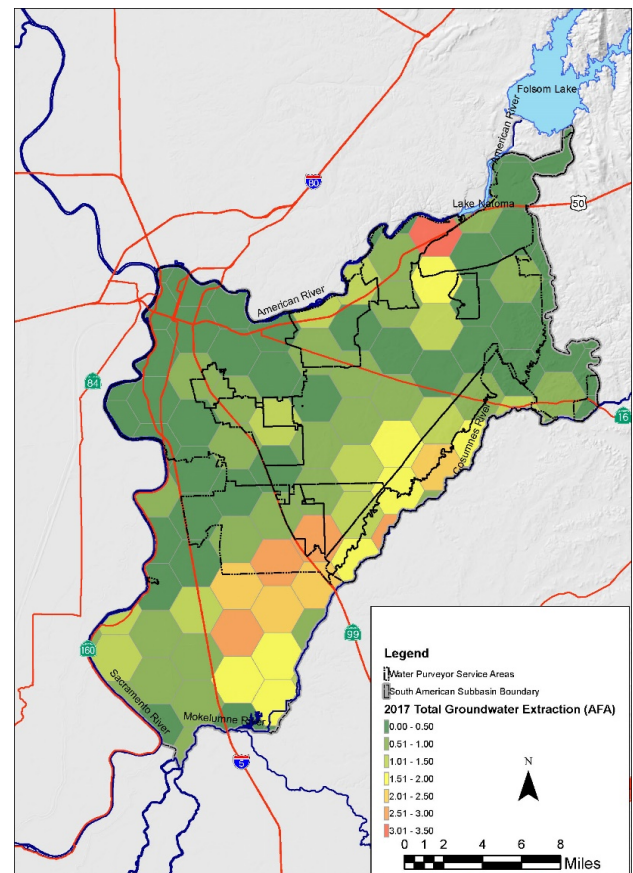 Folsom Lake
American River
80
Lake Natoma
50
American River
84
16
Cosumnes River
99
160
Sacramento River
Mokelumne River
5
Legend
Water Purveyor Service Areas
South American Subbasin Boundary
2017 Total Groundwater Extraction (AFA)
0.00 - 0.50
0.51 - 1.00
1.01 - 1.50
1.51 - 2.00
2.01 - 2.50
2.51 - 3.00
3.01 - 3.50
N
0 2 4 6 8
Miles